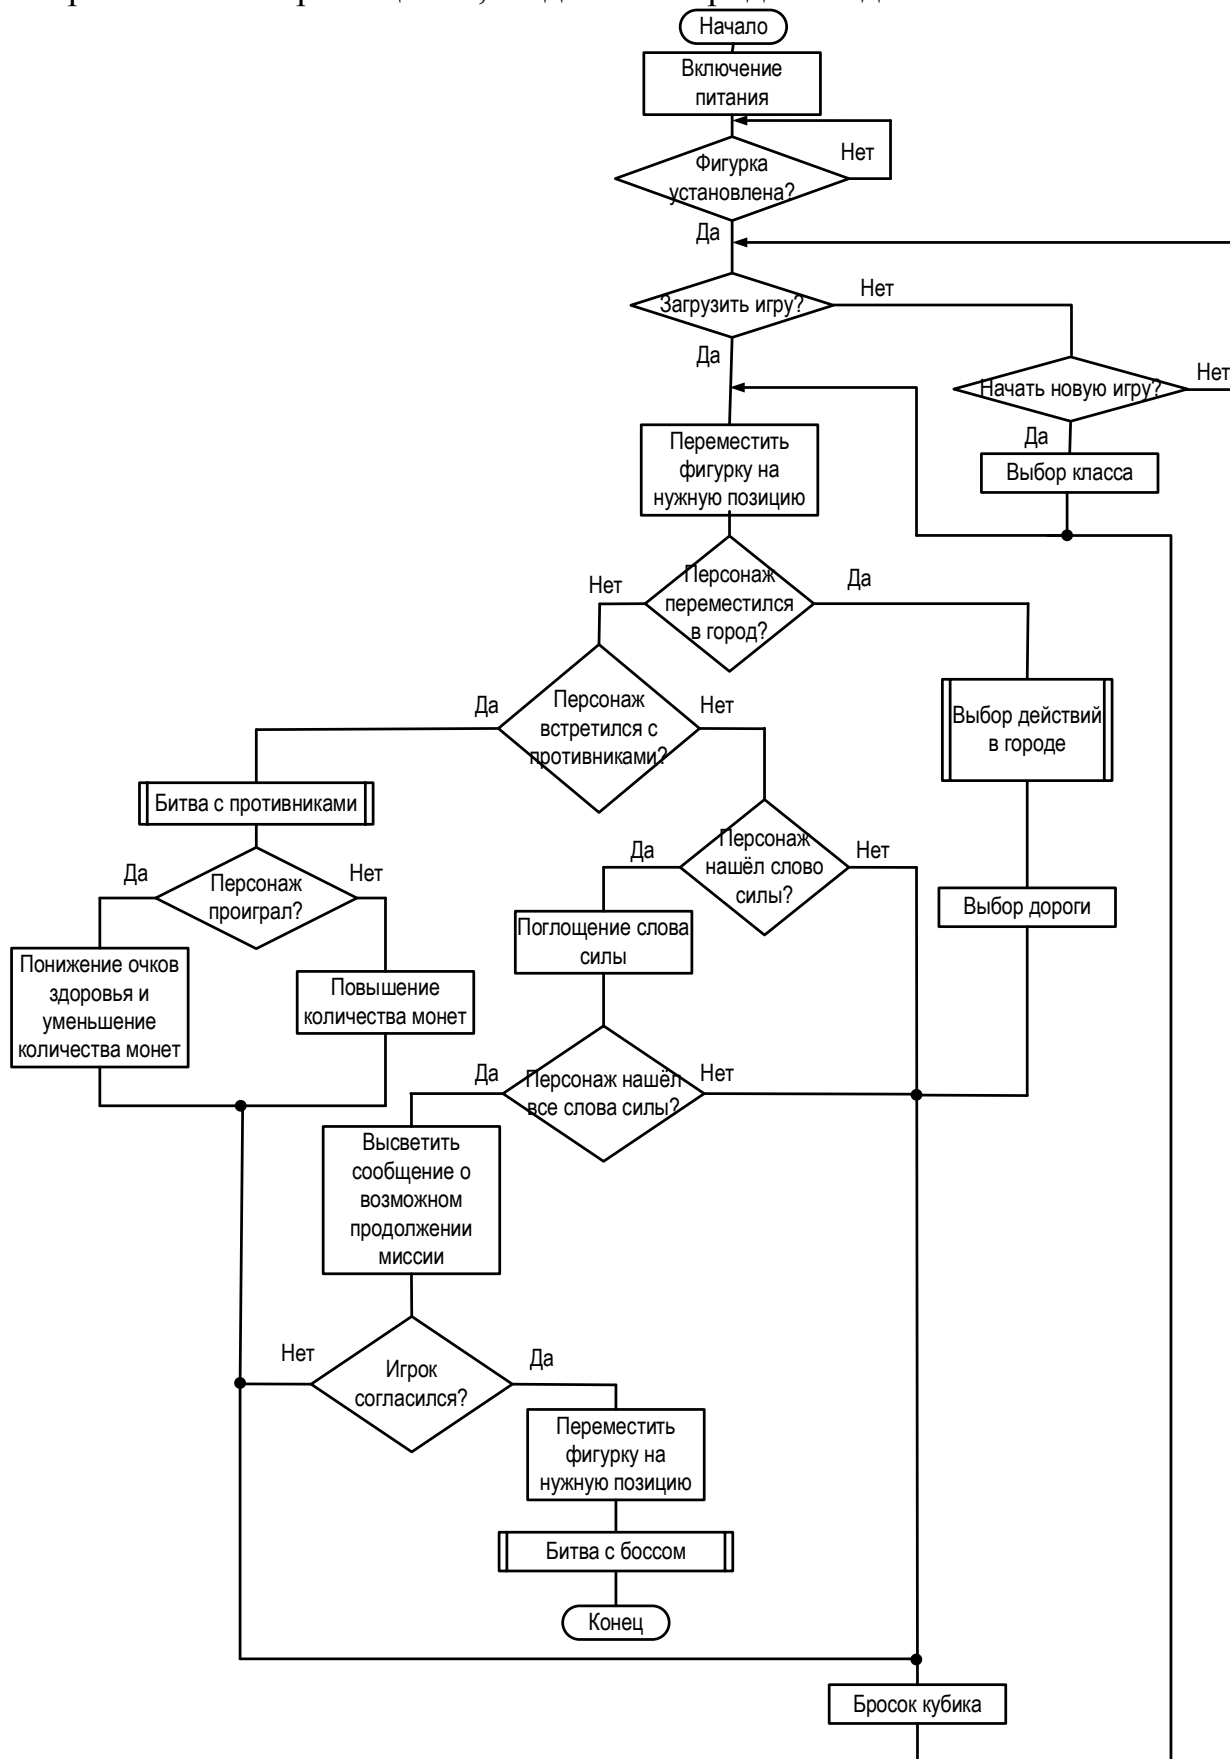 Начало
Включение
питания
Нет
Фигурка
установлена?
Да
Загрузить игру?
Нет
Да
Начать новую игру?
Нет
Да
Выбор класса
Переместить
фигурку на
нужную позицию
Нет
Персонаж
переместился
в город?
Да
Да
Персонаж
встретился с
противниками?
Нет
Выбор действий
в городе
Битва с противниками
Да
Персонаж
нашёл слово
силы?
Нет
Да
Персонаж
проиграл?
Нет
Выбор дороги
Поглощение слова
силы
Понижение очков
здоровья и
уменьшение
количества монет
Повышение
количества монет
Да
Персонаж нашёл
все слова силы?
Нет
Высветить
сообщение о
возможном
продолжении
миссии
Нет
Игрок
согласился?
Да
Переместить
фигурку на
нужную позицию
Битва с боссом
Конец
Бросок кубика